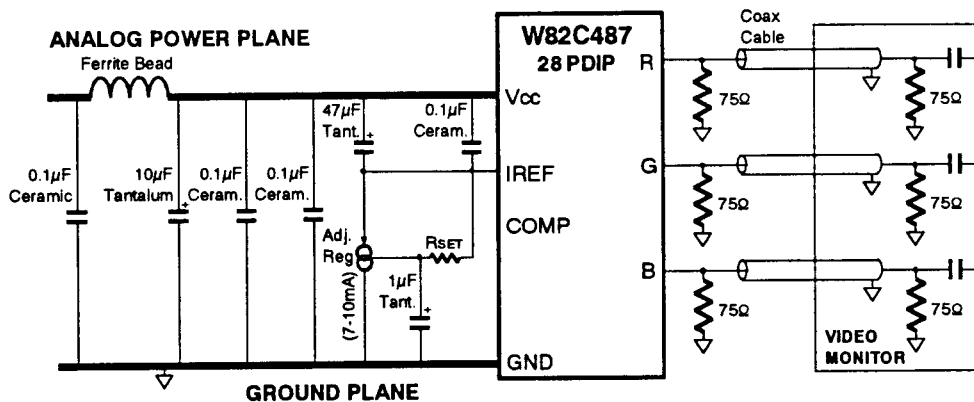 ANALOG POWER PLANE
Ferrite Bead
0.1µF
Ceramic
10µF
Tantalum
+
0.1µF
Ceram.
0.1µF
Ceram.
47µF
Tant.
+
0.1µF
Ceram.
Adj.
Reg
(7-10mA)
RSET
1µF
Tant.
+
GROUND PLANE
W82C487
28 PDIP
Vcc
IREF
COMP
GND
R
G
B
Coax
Cable
75Ω
75Ω
75Ω
75Ω
75Ω
75Ω
VIDEO
MONITOR